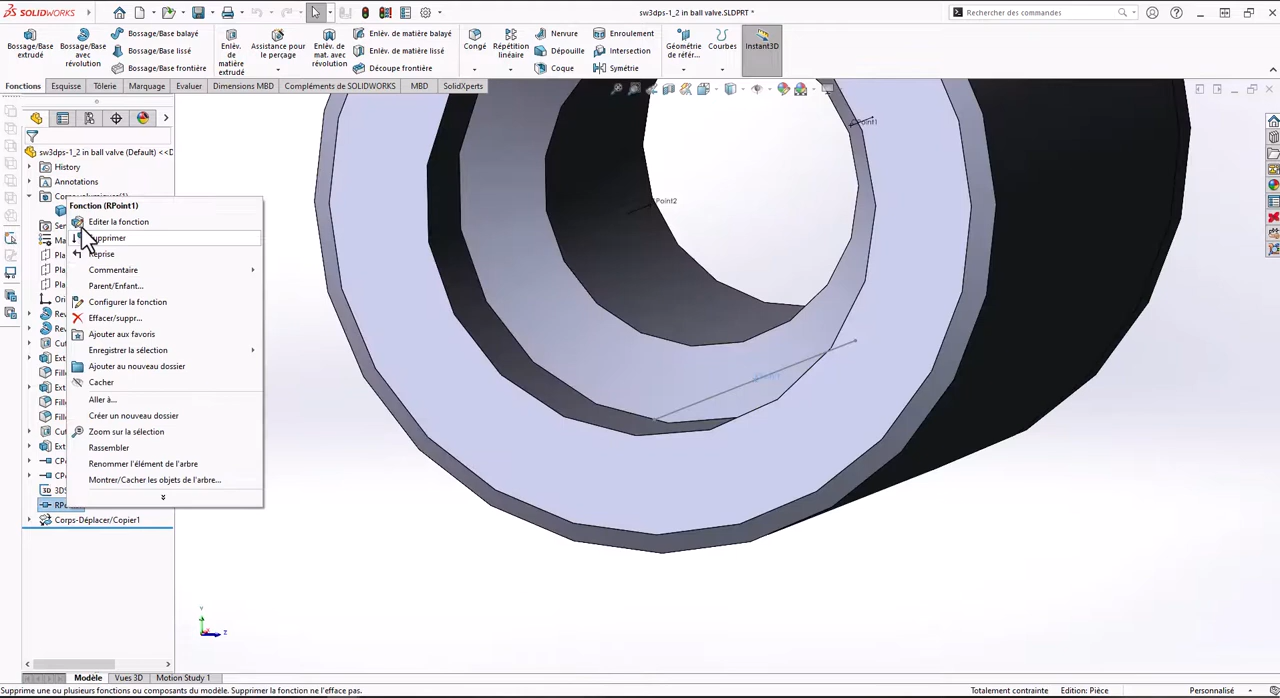 SOLIDWORKS
sw3dps-1_2 in ball valve.SLDPRT *
Rechercher des commandes
Bossage/Base extrudé
Bossage/Base avec révolution
Bossage/Base balayé
Bossage/Base lissé
Bossage/Base frontière
Enlèv. de matière extrudé
Assistance pour le perçage
Enlèv. de mat. avec révolution
Enlèv. de matière balayé
Enlèv. de matière lissé
Découpe frontière
Congé
Répétition linéaire
Nervure
Dépouille
Coque
Enroulement
Intersection
Symétrie
Géométrie de référ...
Courbes
Instant3D
Fonctions
Esquisse
Tôlerie
Marquage
Evaluer
Dimensions MBD
Compléments de SOLIDWORKS
MBD
SolidXperts
sw3dps-1_2 in ball valve (Default) <<D
History
Annotations
Fonction (RPoint1)
Editer la fonction
Supprimer
Reprise
Commentaire
Parent/Enfant...
Configurer la fonction
Effacer/suppr...
Ajouter aux favoris
Enregistrer la sélection
Ajouter au nouveau dossier
Cacher
Aller à...
Créer un nouveau dossier
Zoom sur la sélection
Rassembler
Renommer l'élément de l'arbre
Montrer/Cacher les objets de l'arbre...
Corps-Déplacer/Copier1
Point1
Point2
Y
Z
Modèle
Vues 3D
Motion Study 1
Supprime une ou plusieurs fonctions ou composants du modèle. Supprimer la fonction ne l'efface pas.
Totalement contrainte
Edition: Pièce
Personnalisé